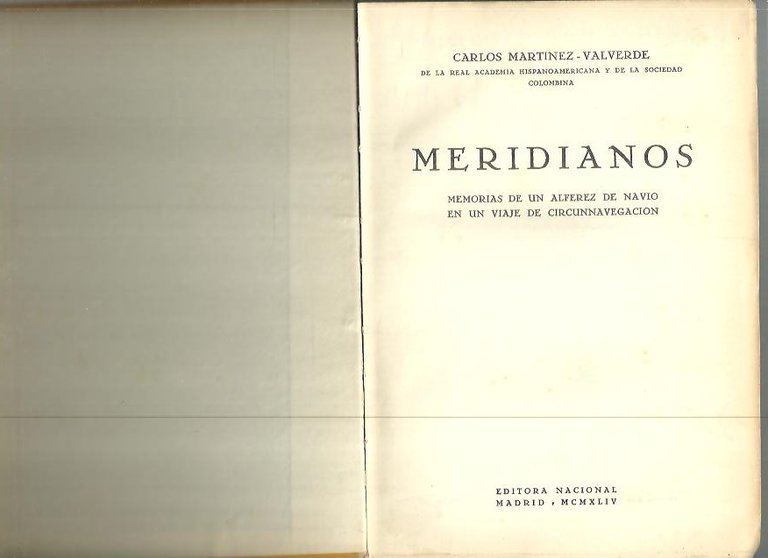 CARLOS MARTINEZ-VALVERDE
DE LA REAL ACADEMIA HISPANOAMERICANA Y DE LA SOCIEDAD
COLOMBINA
MERIDIANOS
MEMORIAS DE UN ALFEREZ DE NAVIO
EN UN VIAJE DE CIRCUNNAVEGACION
EDITORA NACIONAL
MADRID, MCMXLIV